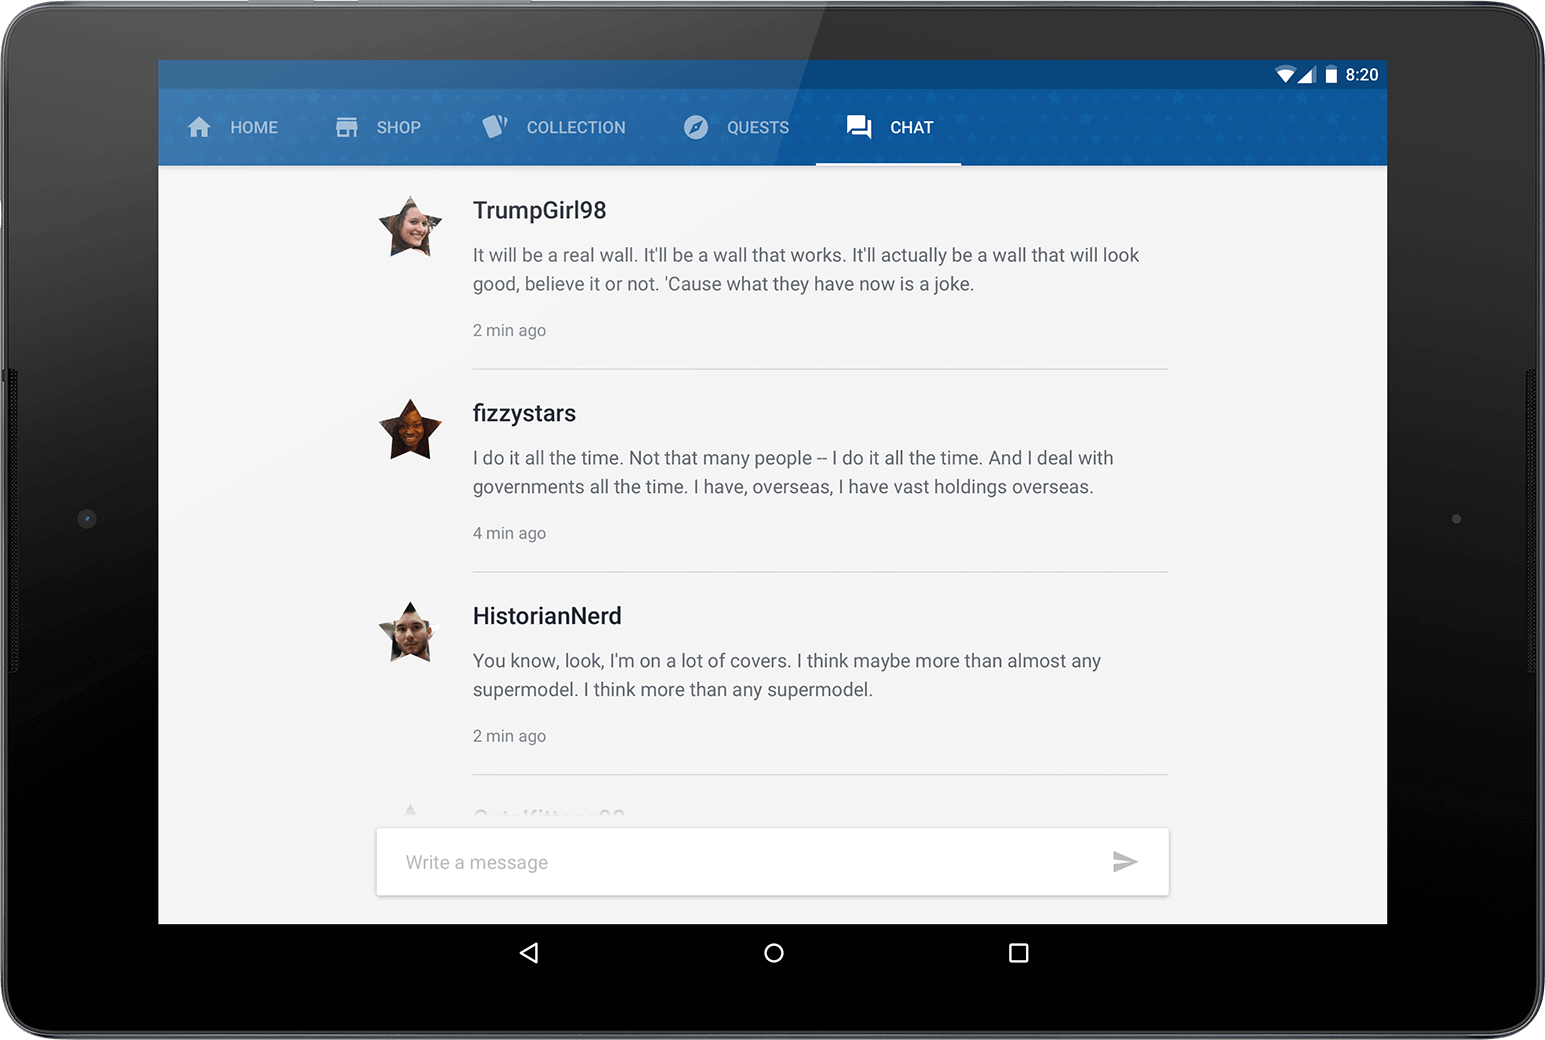 8:20
HOME SHOP COLLECTION QUESTS CHAT
TrumpGirl98
It will be a real wall. It'll be a wall that works. It'll actually be a wall that will look
good, believe it or not. 'Cause what they have now is a joke.
2 min ago
fizzystars
I do it all the time. Not that many people -- I do it all the time. And I deal with
governments all the time. I have, overseas, I have vast holdings overseas.
4 min ago
HistorianNerd
You know, look, I'm on a lot of covers. I think maybe more than almost any
supermodel. I think more than any supermodel.
2 min ago
Write a message